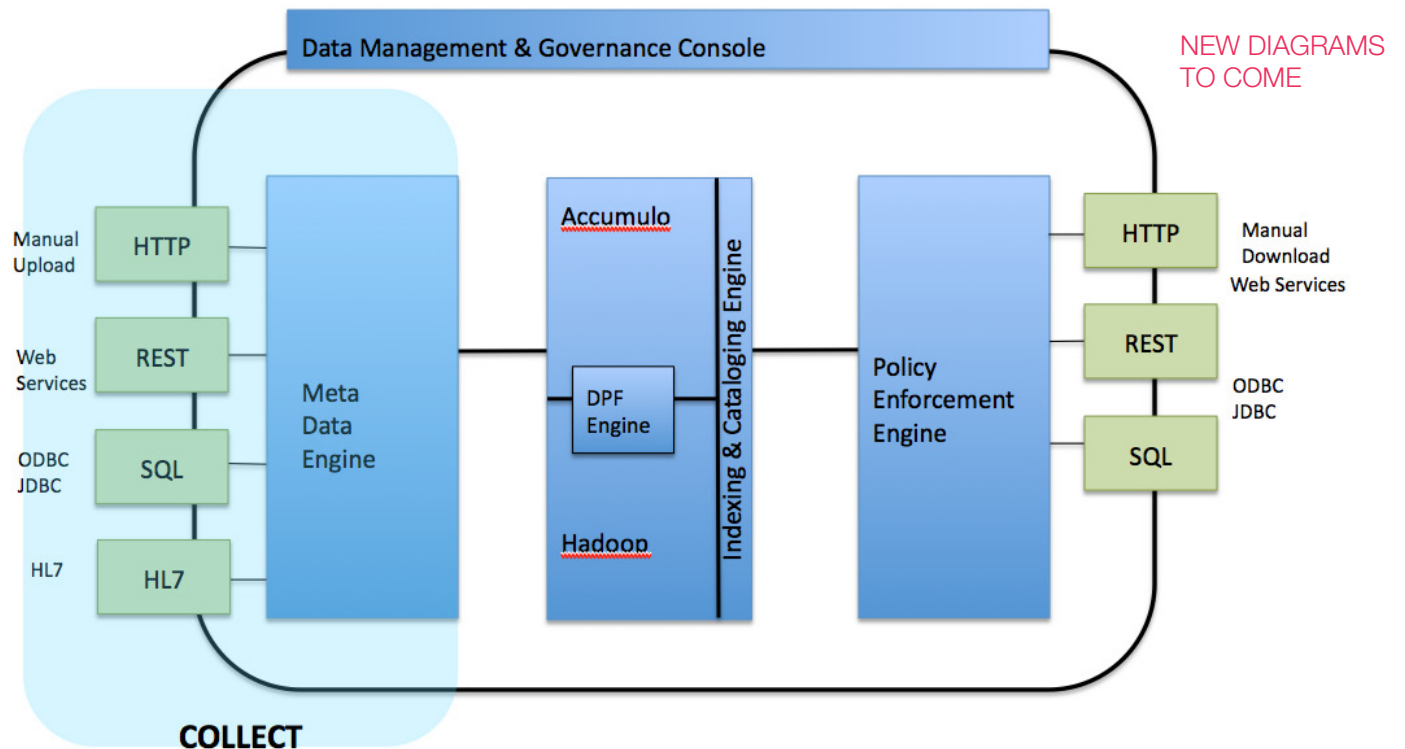 Data Management & Governance Console
NEW DIAGRAMS
TO COME
Manual
Upload
HTTP
Web
Services
REST
ODBC
JDBC
SQL
HL7
HL7
Meta
Data
Engine
Accumulo
DPF
Engine
Hadoop
Indexing & Cataloging Engine
Policy
Enforcement
Engine
HTTP
Manual
Download
Web Services
REST
ODBC
JDBC
SQL
COLLECT